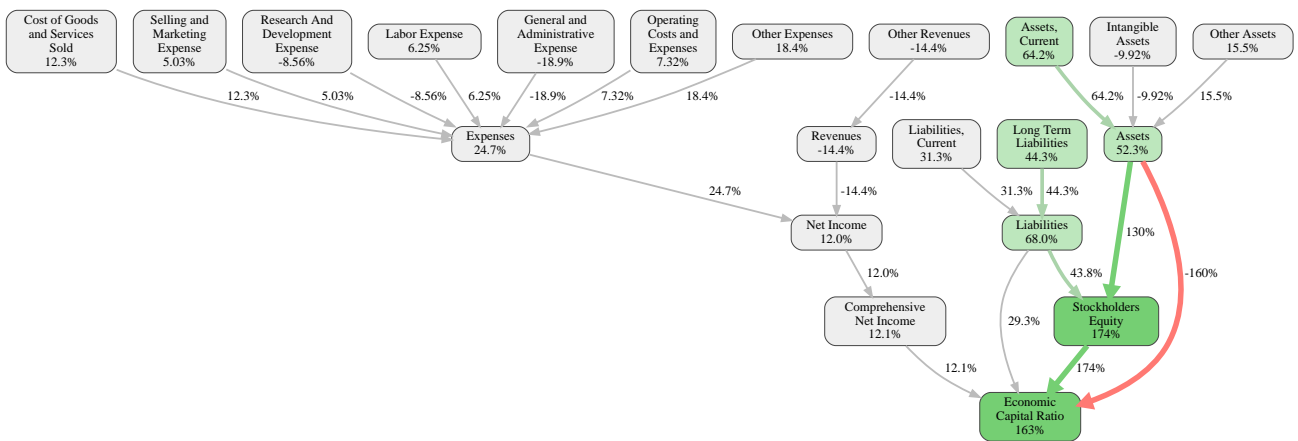 Cost of Goods
and Services
Sold
12.3%
Selling and
Marketing
Expense
5.03%
Research And
Development
Expense
-8.56%
Labor Expense
6.25%
General and
Administrative
Expense
-18.9%
Operating
Costs and
Expenses
7.32%
Other Expenses
18.4%
Other Revenues
-14.4%
Assets,
Current
64.2%
Intangible
Assets
-9.92%
Other Assets
15.5%
12.3%
5.03%
-8.56%
6.25%
-18.9%
7.32%
18.4%
-14.4%
64.2%
-9.92%
15.5%
Expenses
24.7%
Revenues
-14.4%
Liabilities,
Current
31.3%
Long Term
Liabilities
44.3%
Assets
52.3%
24.7%
-14.4%
31.3%
44.3%
Net Income
12.0%
Liabilities
68.0%
130%
12.0%
43.8%
-160%
Comprehensive
Net Income
12.1%
29.3%
Stockholders
Equity
174%
12.1%
174%
Economic
Capital Ratio
163%